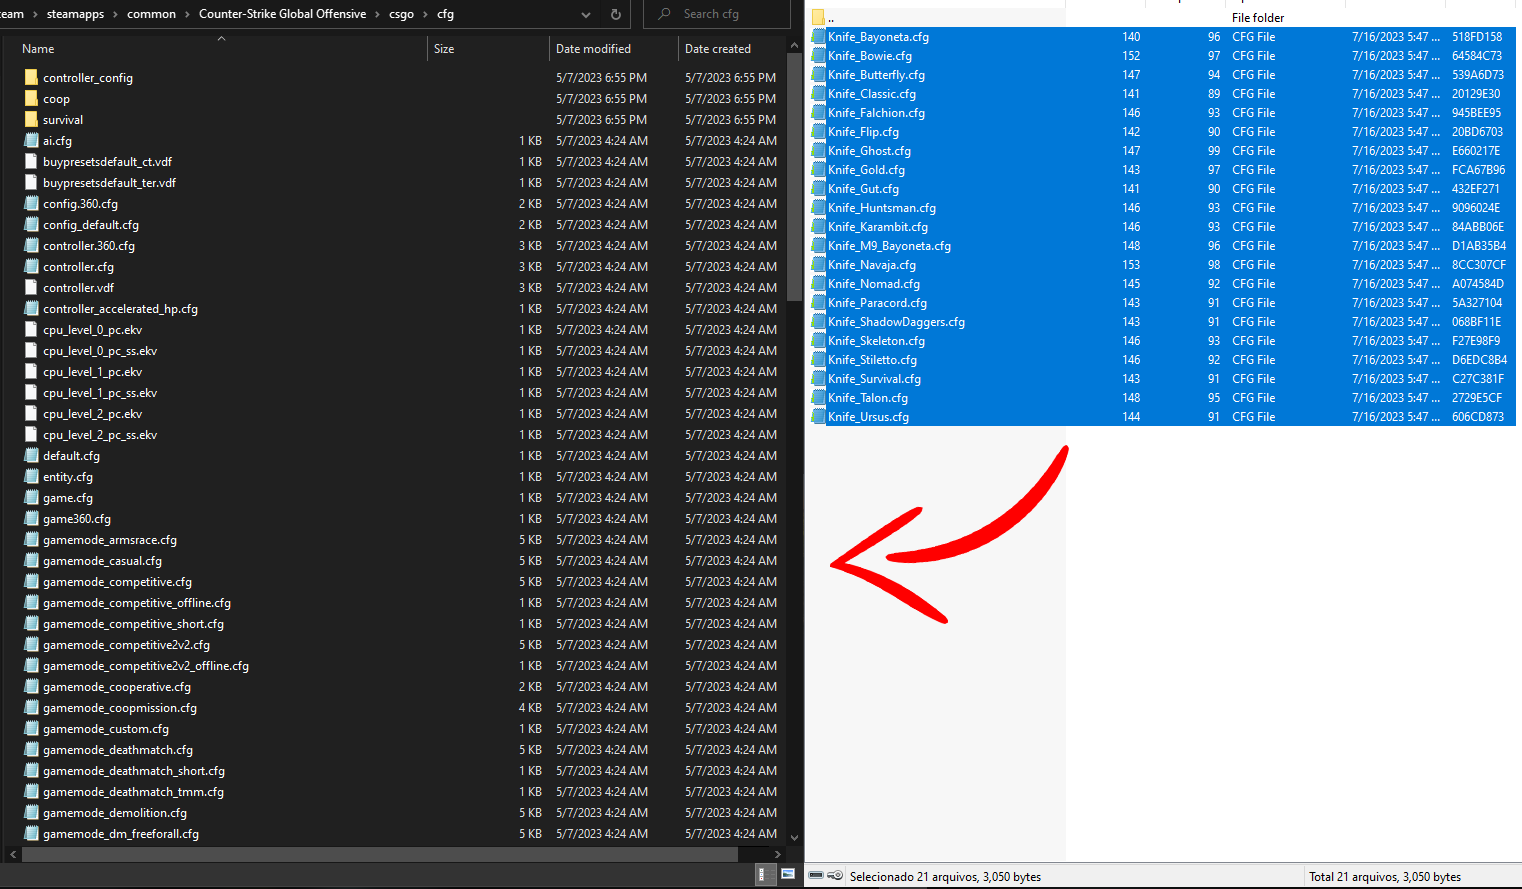 team > steamapps > common > Counter-Strike Global Offensive > csgo > cfg Search cfg
Name Size Date modified Date created
controller_config 5/7/2023 6:55 PM 5/7/2023 6:55 PM
coop 5/7/2023 6:55 PM 5/7/2023 6:55 PM
survival 5/7/2023 6:55 PM 5/7/2023 6:55 PM
ai.cfg 1 KB 5/7/2023 4:24 AM 5/7/2023 4:24 AM
buypresetsdefault_ct.vdf 1 KB 5/7/2023 4:24 AM 5/7/2023 4:24 AM
buypresetsdefault_ter.vdf 1 KB 5/7/2023 4:24 AM 5/7/2023 4:24 AM
config.360.cfg 2 KB 5/7/2023 4:24 AM 5/7/2023 4:24 AM
config_default.cfg 2 KB 5/7/2023 4:24 AM 5/7/2023 4:24 AM
controller.360.cfg 3 KB 5/7/2023 4:24 AM 5/7/2023 4:24 AM
controller.cfg 3 KB 5/7/2023 4:24 AM 5/7/2023 4:24 AM
controller.vdf 3 KB 5/7/2023 4:24 AM 5/7/2023 4:24 AM
controller_accelerated_hp.cfg 1 KB 5/7/2023 4:24 AM 5/7/2023 4:24 AM
cpu_level_0_pc.ekv 1 KB 5/7/2023 4:24 AM 5/7/2023 4:24 AM
cpu_level_0_pc_ss.ekv 1 KB 5/7/2023 4:24 AM 5/7/2023 4:24 AM
cpu_level_1_pc.ekv 1 KB 5/7/2023 4:24 AM 5/7/2023 4:24 AM
cpu_level_1_pc_ss.ekv 1 KB 5/7/2023 4:24 AM 5/7/2023 4:24 AM
cpu_level_2_pc.ekv 1 KB 5/7/2023 4:24 AM 5/7/2023 4:24 AM
cpu_level_2_pc_ss.ekv 1 KB 5/7/2023 4:24 AM 5/7/2023 4:24 AM
default.cfg 1 KB 5/7/2023 4:24 AM 5/7/2023 4:24 AM
entity.cfg 1 KB 5/7/2023 4:24 AM 5/7/2023 4:24 AM
game.cfg 1 KB 5/7/2023 4:24 AM 5/7/2023 4:24 AM
game360.cfg 1 KB 5/7/2023 4:24 AM 5/7/2023 4:24 AM
gamemode_armsrace.cfg 5 KB 5/7/2023 4:24 AM 5/7/2023 4:24 AM
gamemode_casual.cfg 5 KB 5/7/2023 4:24 AM 5/7/2023 4:24 AM
gamemode_competitive.cfg 5 KB 5/7/2023 4:24 AM 5/7/2023 4:24 AM
gamemode_competitive_offline.cfg 1 KB 5/7/2023 4:24 AM 5/7/2023 4:24 AM
gamemode_competitive_short.cfg 1 KB 5/7/2023 4:24 AM 5/7/2023 4:24 AM
gamemode_competitive2v2.cfg 5 KB 5/7/2023 4:24 AM 5/7/2023 4:24 AM
gamemode_competitive2v2_offline.cfg 1 KB 5/7/2023 4:24 AM 5/7/2023 4:24 AM
gamemode_cooperative.cfg 2 KB 5/7/2023 4:24 AM 5/7/2023 4:24 AM
gamemode_coopmission.cfg 4 KB 5/7/2023 4:24 AM 5/7/2023 4:24 AM
gamemode_custom.cfg 1 KB 5/7/2023 4:24 AM 5/7/2023 4:24 AM
gamemode_deathmatch.cfg 5 KB 5/7/2023 4:24 AM 5/7/2023 4:24 AM
gamemode_deathmatch_short.cfg 1 KB 5/7/2023 4:24 AM 5/7/2023 4:24 AM
gamemode_deathmatch_tmm.cfg 1 KB 5/7/2023 4:24 AM 5/7/2023 4:24 AM
gamemode_demolition.cfg 5 KB 5/7/2023 4:24 AM 5/7/2023 4:24 AM
gamemode_dm_freeforall.cfg 5 KB 5/7/2023 4:24 AM 5/7/2023 4:24 AM
.. File folder
Knife_Bayoneta.cfg 140 96 CFG File 7/16/2023 5:47 ... 518FD158
Knife_Bowie.cfg 152 97 CFG File 7/16/2023 5:47 ... 64584C73
Knife_Butterfly.cfg 147 94 CFG File 7/16/2023 5:47 ... 539A6D73
Knife_Classic.cfg 141 89 CFG File 7/16/2023 5:47 ... 20129E30
Knife_Falchion.cfg 146 93 CFG File 7/16/2023 5:47 ... 945BEE95
Knife_Flip.cfg 142 90 CFG File 7/16/2023 5:47 ... 20BD6703
Knife_Ghost.cfg 147 99 CFG File 7/16/2023 5:47 ... E660217E
Knife_Gold.cfg 143 97 CFG File 7/16/2023 5:47 ... FCA67B96
Knife_Gut.cfg 141 90 CFG File 7/16/2023 5:47 ... 432EF271
Knife_Huntsman.cfg 146 93 CFG File 7/16/2023 5:47 ... 9096024E
Knife_Karambit.cfg 146 93 CFG File 7/16/2023 5:47 ... 84ABB06E
Knife_M9_Bayoneta.cfg 148 96 CFG File 7/16/2023 5:47 ... D1AB35B4
Knife_Navaja.cfg 153 98 CFG File 7/16/2023 5:47 ... 8CC307CF
Knife_Nomad.cfg 145 92 CFG File 7/16/2023 5:47 ... A074584D
Knife_Paracord.cfg 143 91 CFG File 7/16/2023 5:47 ... 5A327104
Knife_ShadowDaggers.cfg 143 91 CFG File 7/16/2023 5:47 ... 068BF11E
Knife_Skeleton.cfg 146 93 CFG File 7/16/2023 5:47 ... F27E98F9
Knife_Stiletto.cfg 146 92 CFG File 7/16/2023 5:47 ... D6EDC8B4
Knife_Survival.cfg 143 91 CFG File 7/16/2023 5:47 ... C27C381F
Knife_Talon.cfg 148 95 CFG File 7/16/2023 5:47 ... 2729E5CF
Knife_Ursus.cfg 144 91 CFG File 7/16/2023 5:47 ... 606CD873
Selecionado 21 arquivos, 3,050 bytes Total 21 arquivos, 3,050 bytes